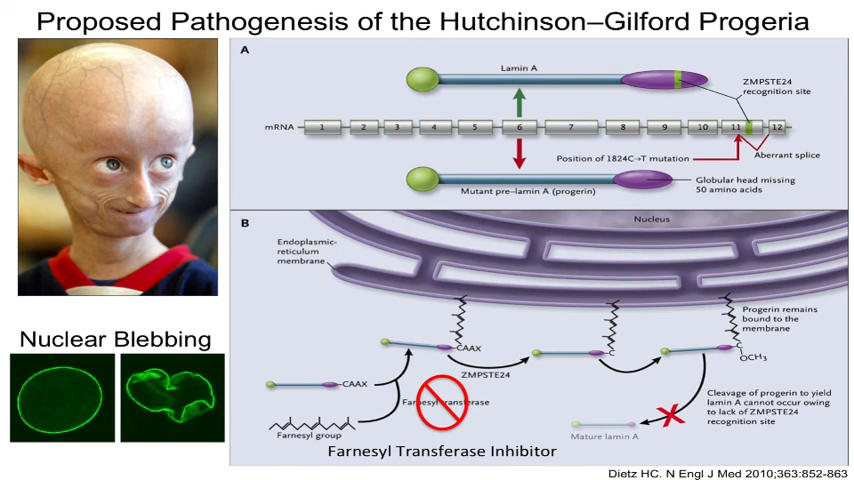 Proposed Pathogenesis of the Hutchinson–Gilford Progeria
A
Lamin A
ZMPSTE24
recognition site
mRNA
1 2 3 4 5 6 7 8 9 10 11 12
Position of 1824C→T mutation
Aberrant splice
Mutant pre-lamin A (progerin)
Globular head missing
50 amino acids
B
Nucleus
Endoplasmic-
reticulum
membrane
Progerin remains
bound to the
membrane
CAAX
C
C
OCH3
ZMPSTE24
CAAX
Farnesyl transferase
Farnesyl group
Cleavage of progerin to yield
lamin A cannot occur owing
to lack of ZMPSTE24
recognition site
Mature lamin A
Farnesyl Transferase Inhibitor
Nuclear Blebbing
Dietz HC. N Engl J Med 2010;363:852-863